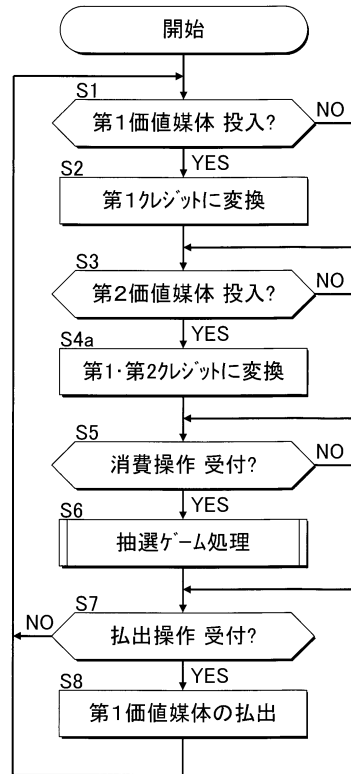 開始
S1
第1価値媒体 投入?
NO
YES
S2
第1クレジットに変換
S3
第2価値媒体 投入?
NO
YES
S4a
第1・第2クレジットに変換
S5
消費操作 受付?
NO
YES
S6
抽選ゲーム処理
S7
NO
払出操作 受付?
YES
S8
第1価値媒体の払出